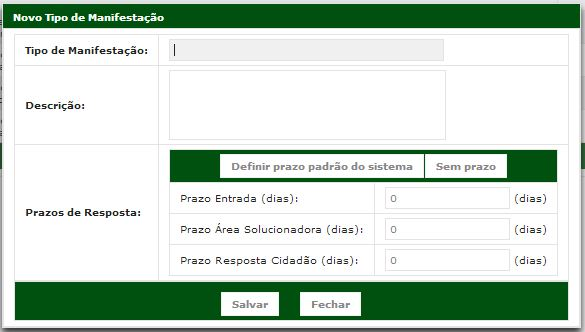 Novo Tipo de Manifestação
Tipo de Manifestação:
Descrição:
Prazos de Resposta:
Definir prazo padrão do sistema Sem prazo
Prazo Entrada (dias): 0 (dias)
Prazo Área Solucionadora (dias): 0 (dias)
Prazo Resposta Cidadão (dias): 0 (dias)
Salvar Fechar